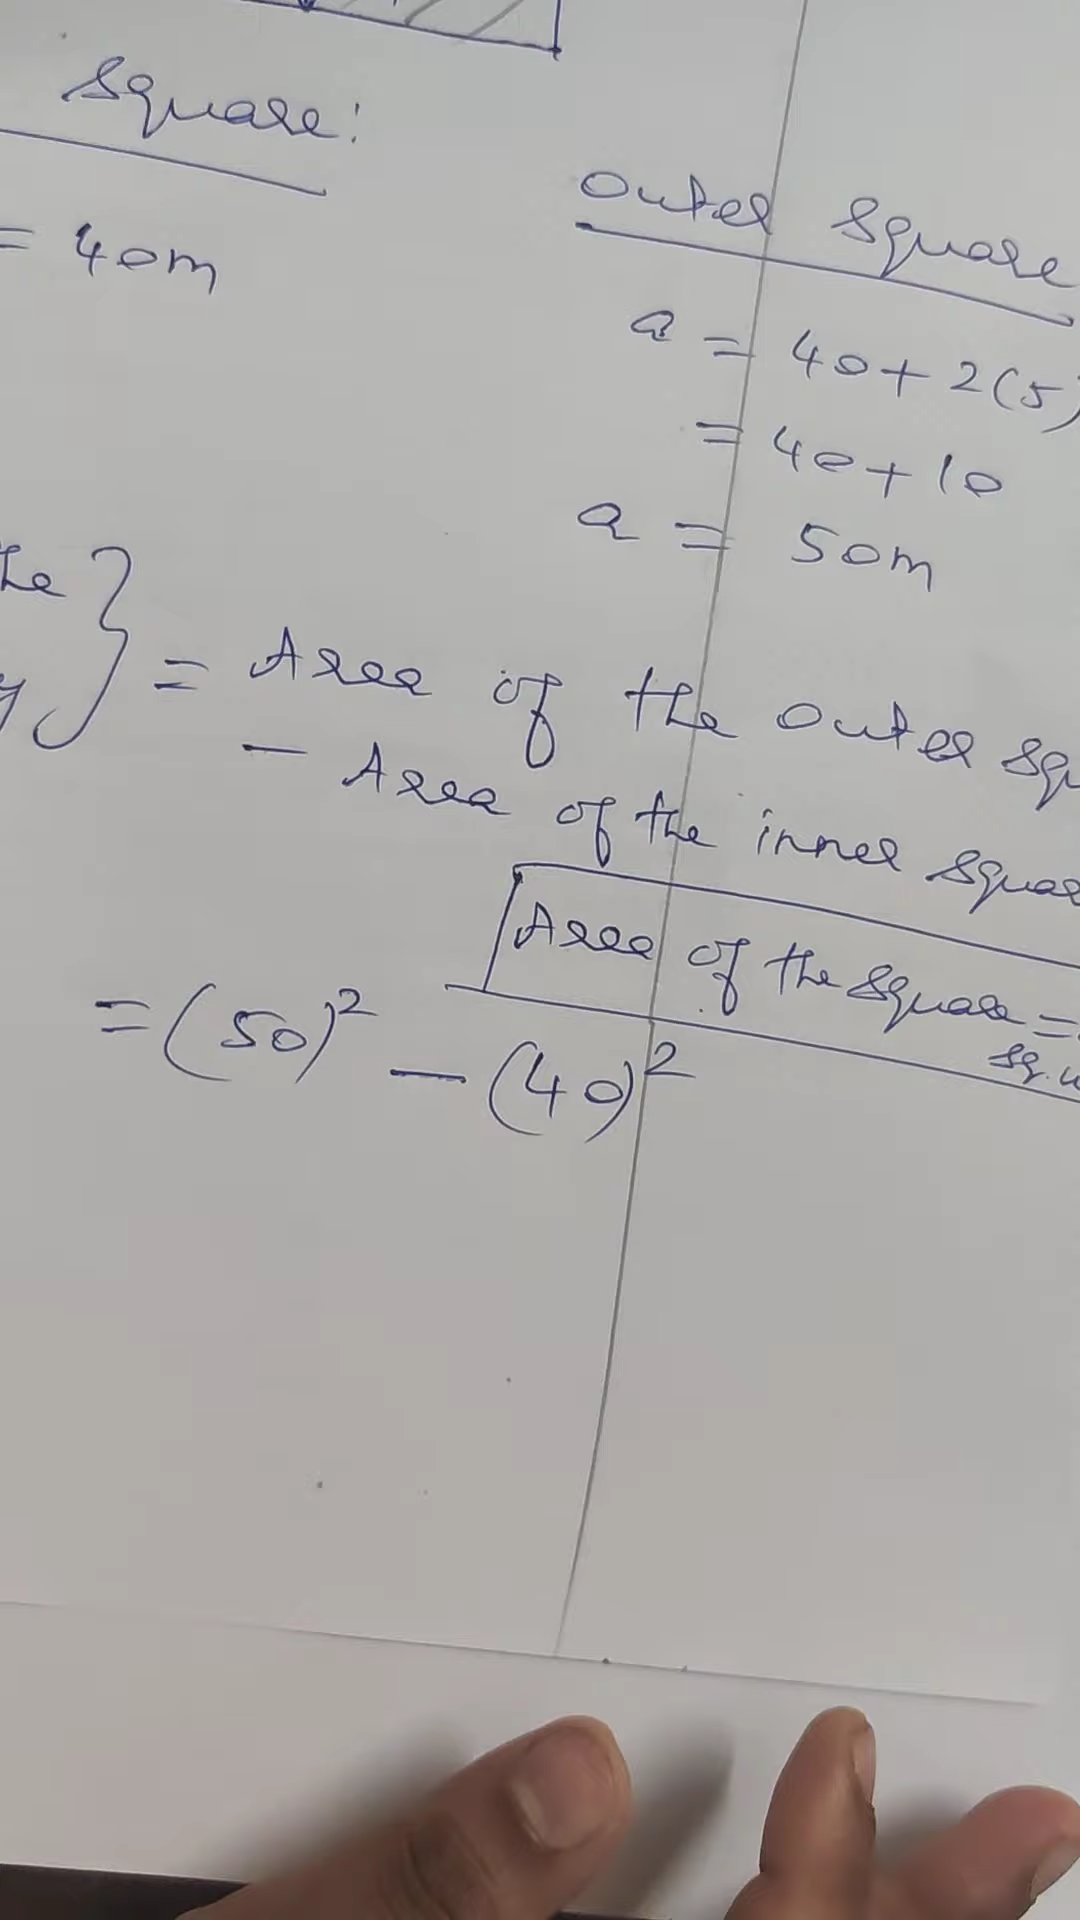 Square:
= 40m
Outer Square
a = 40 + 2(5)
= 40 + 10
a = 50m
= Area of the outer
- Area of the inner
Area of the square =
= (50)² - (40)²